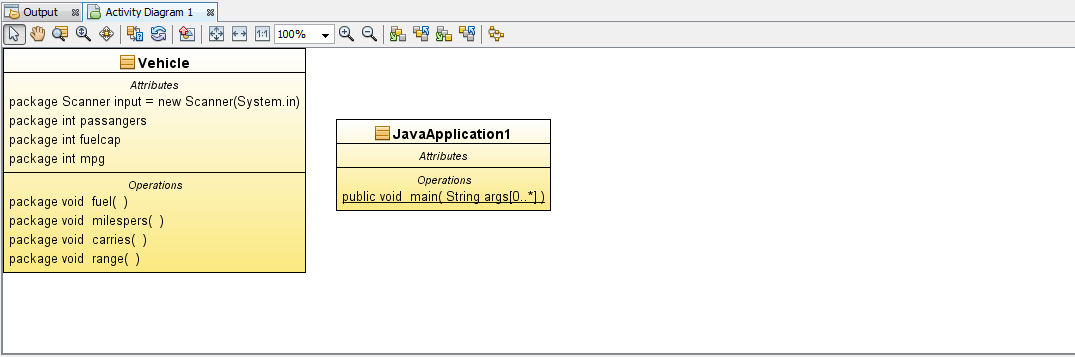 Output
Activity Diagram 1
1:1
100%
Vehicle
Attributes
package Scanner input = new Scanner(System.in)
package int passangers
package int fuelcap
package int mpg
Operations
package void fuel( )
package void milespers( )
package void carries( )
package void range( )
JavaApplication1
Attributes
Operations
public void main( String args[0..*] )